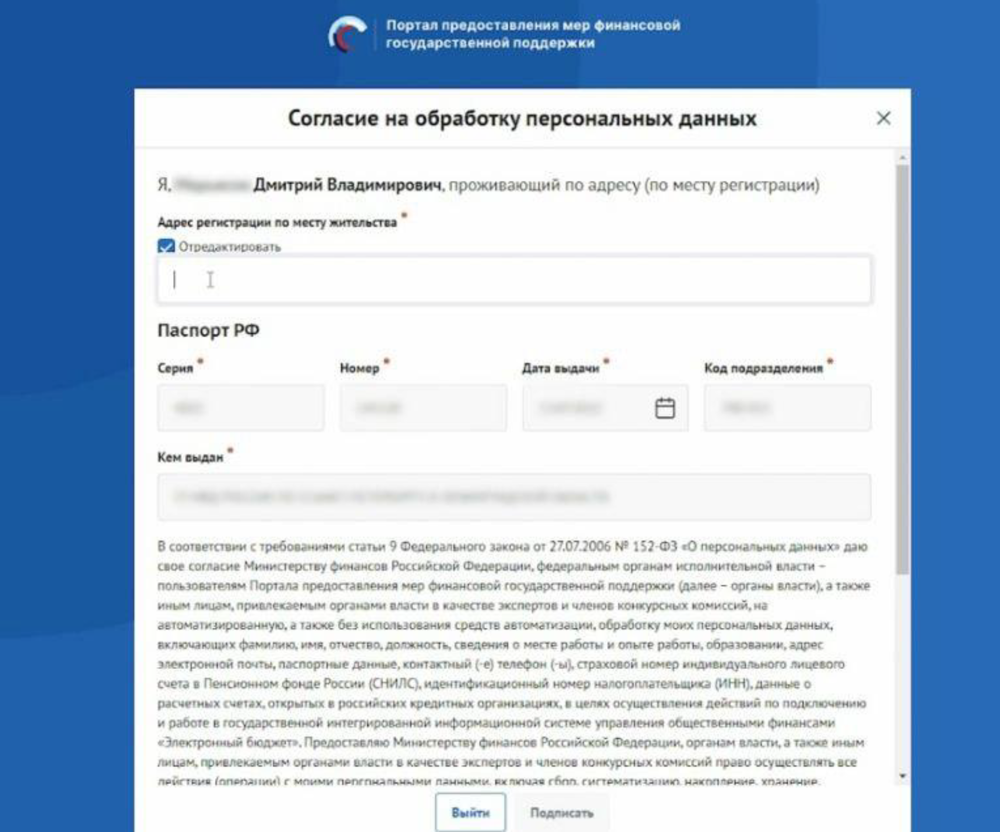 Портал предоставления мер финансовой
государственной поддержки
Согласие на обработку персональных данных
Я, Дмитрий Владимирович, проживающий по адресу (по месту регистрации)
Адрес регистрации по месту жительства *
Отредактировать
Паспорт РФ
Серия * Номер * Дата выдачи * Код подразделения *
Кем выдан *
В соответствии с требованиями статьи 9 Федерального закона от 27.07.2006 № 152-ФЗ «О персональных данных» даю
свое согласие Министерству финансов Российской Федерации, федеральным органам исполнительной власти –
пользователям Портала предоставления мер финансовой государственной поддержки (далее – органы власти), а также
иным лицам, привлекаемым органами власти в качестве экспертов и членов конкурсных комиссий, на
автоматизированную, а также без использования средств автоматизации, обработку моих персональных данных,
включающих фамилию, имя, отчество, должность, сведения о месте работы и опыте работы, образовании, адрес
электронной почты, паспортные данные, контактный (-е) телефон (-ы), страховой номер индивидуального лицевого
счета в Пенсионном фонде России (СНИЛС), идентификационный номер налогоплательщика (ИНН), данные о
расчетных счетах, открытых в российских кредитных организациях, в целях осуществления действий по подключению
и работе в государственной интегрированной информационной системе управления общественными финансами
«Электронный бюджет». Предоставляю Министерству финансов Российской Федерации, органам власти, а также иным
лицам, привлекаемым органами власти в качестве экспертов и членов конкурсных комиссий право осуществлять все
действия (операции) с моими персональными данными, включая сбор, систематизацию, накопление, хранение,
Выйти Подписать